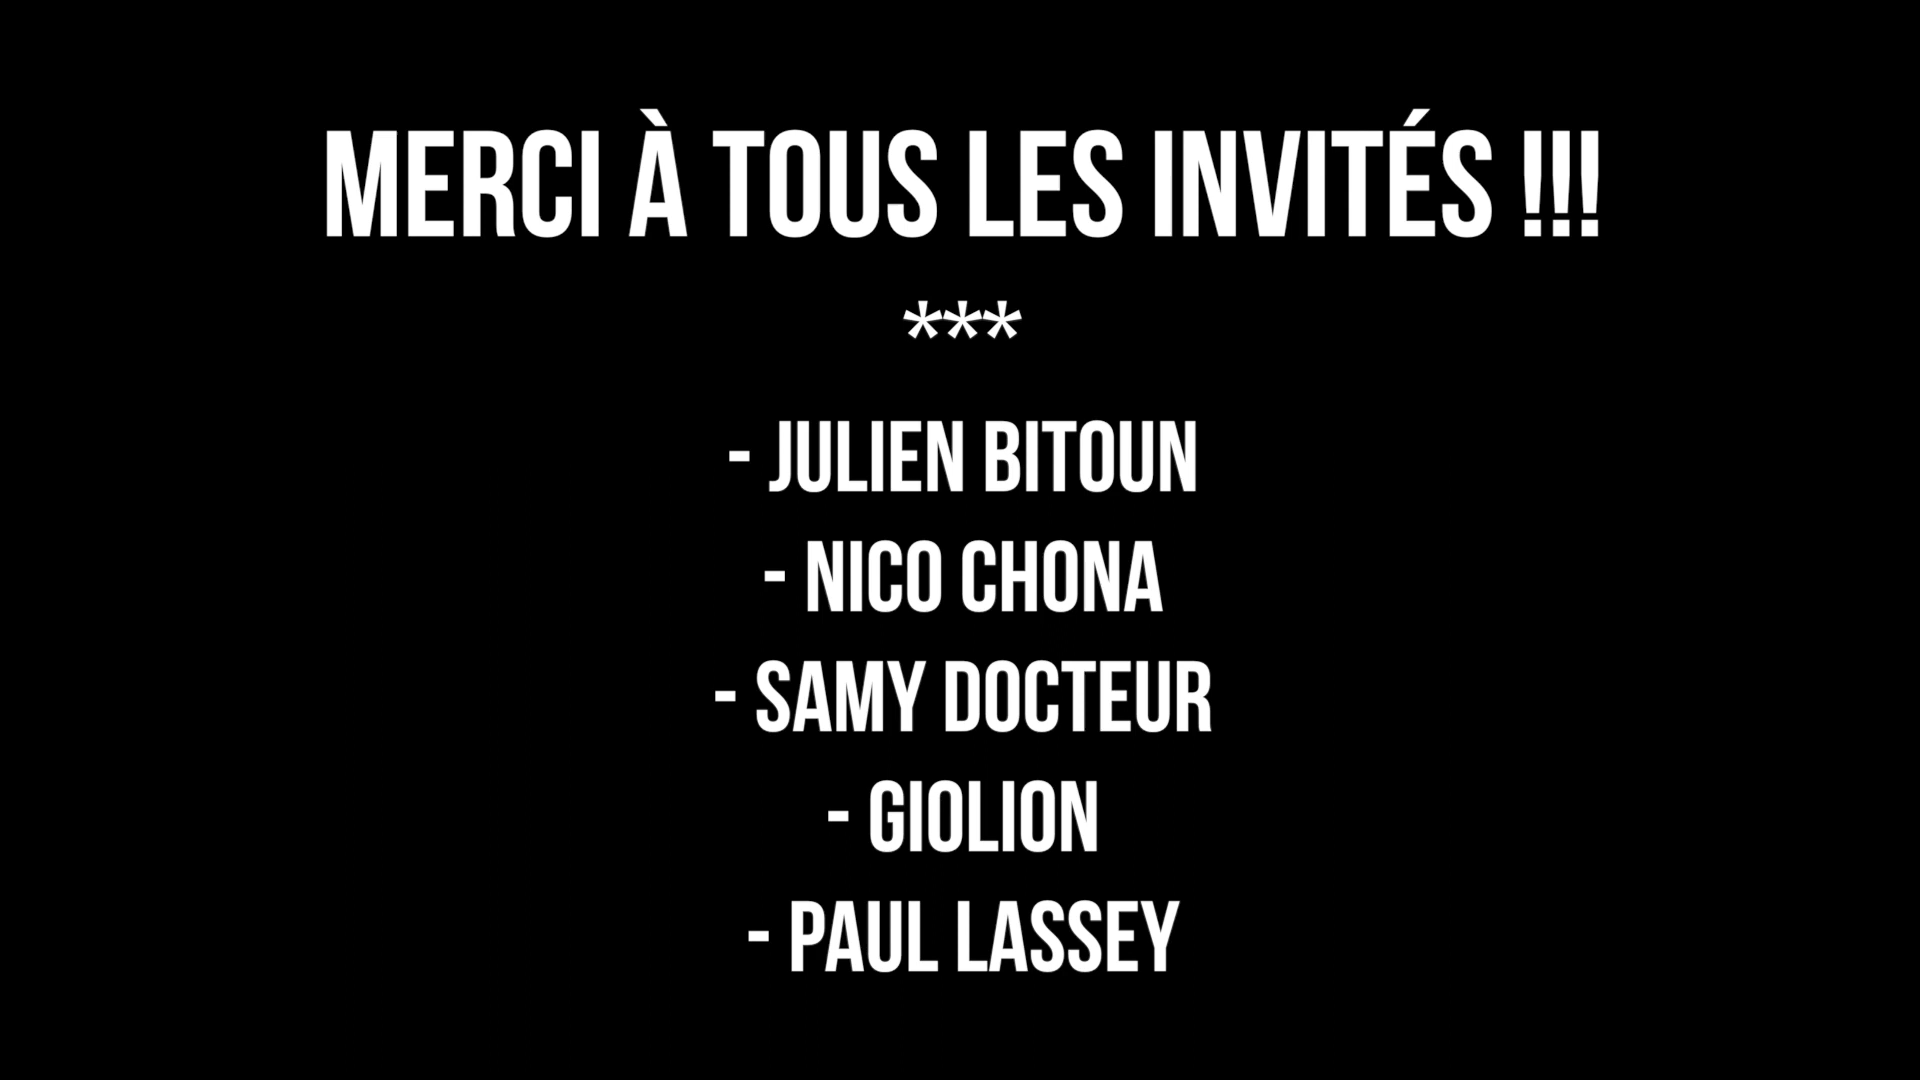 MERCI À TOUS LES INVITÉS !!!
***
- JULIEN BITOUN
- NICO CHONA
- SAMY DOCTEUR
- GIOLION
- PAUL LASSEY